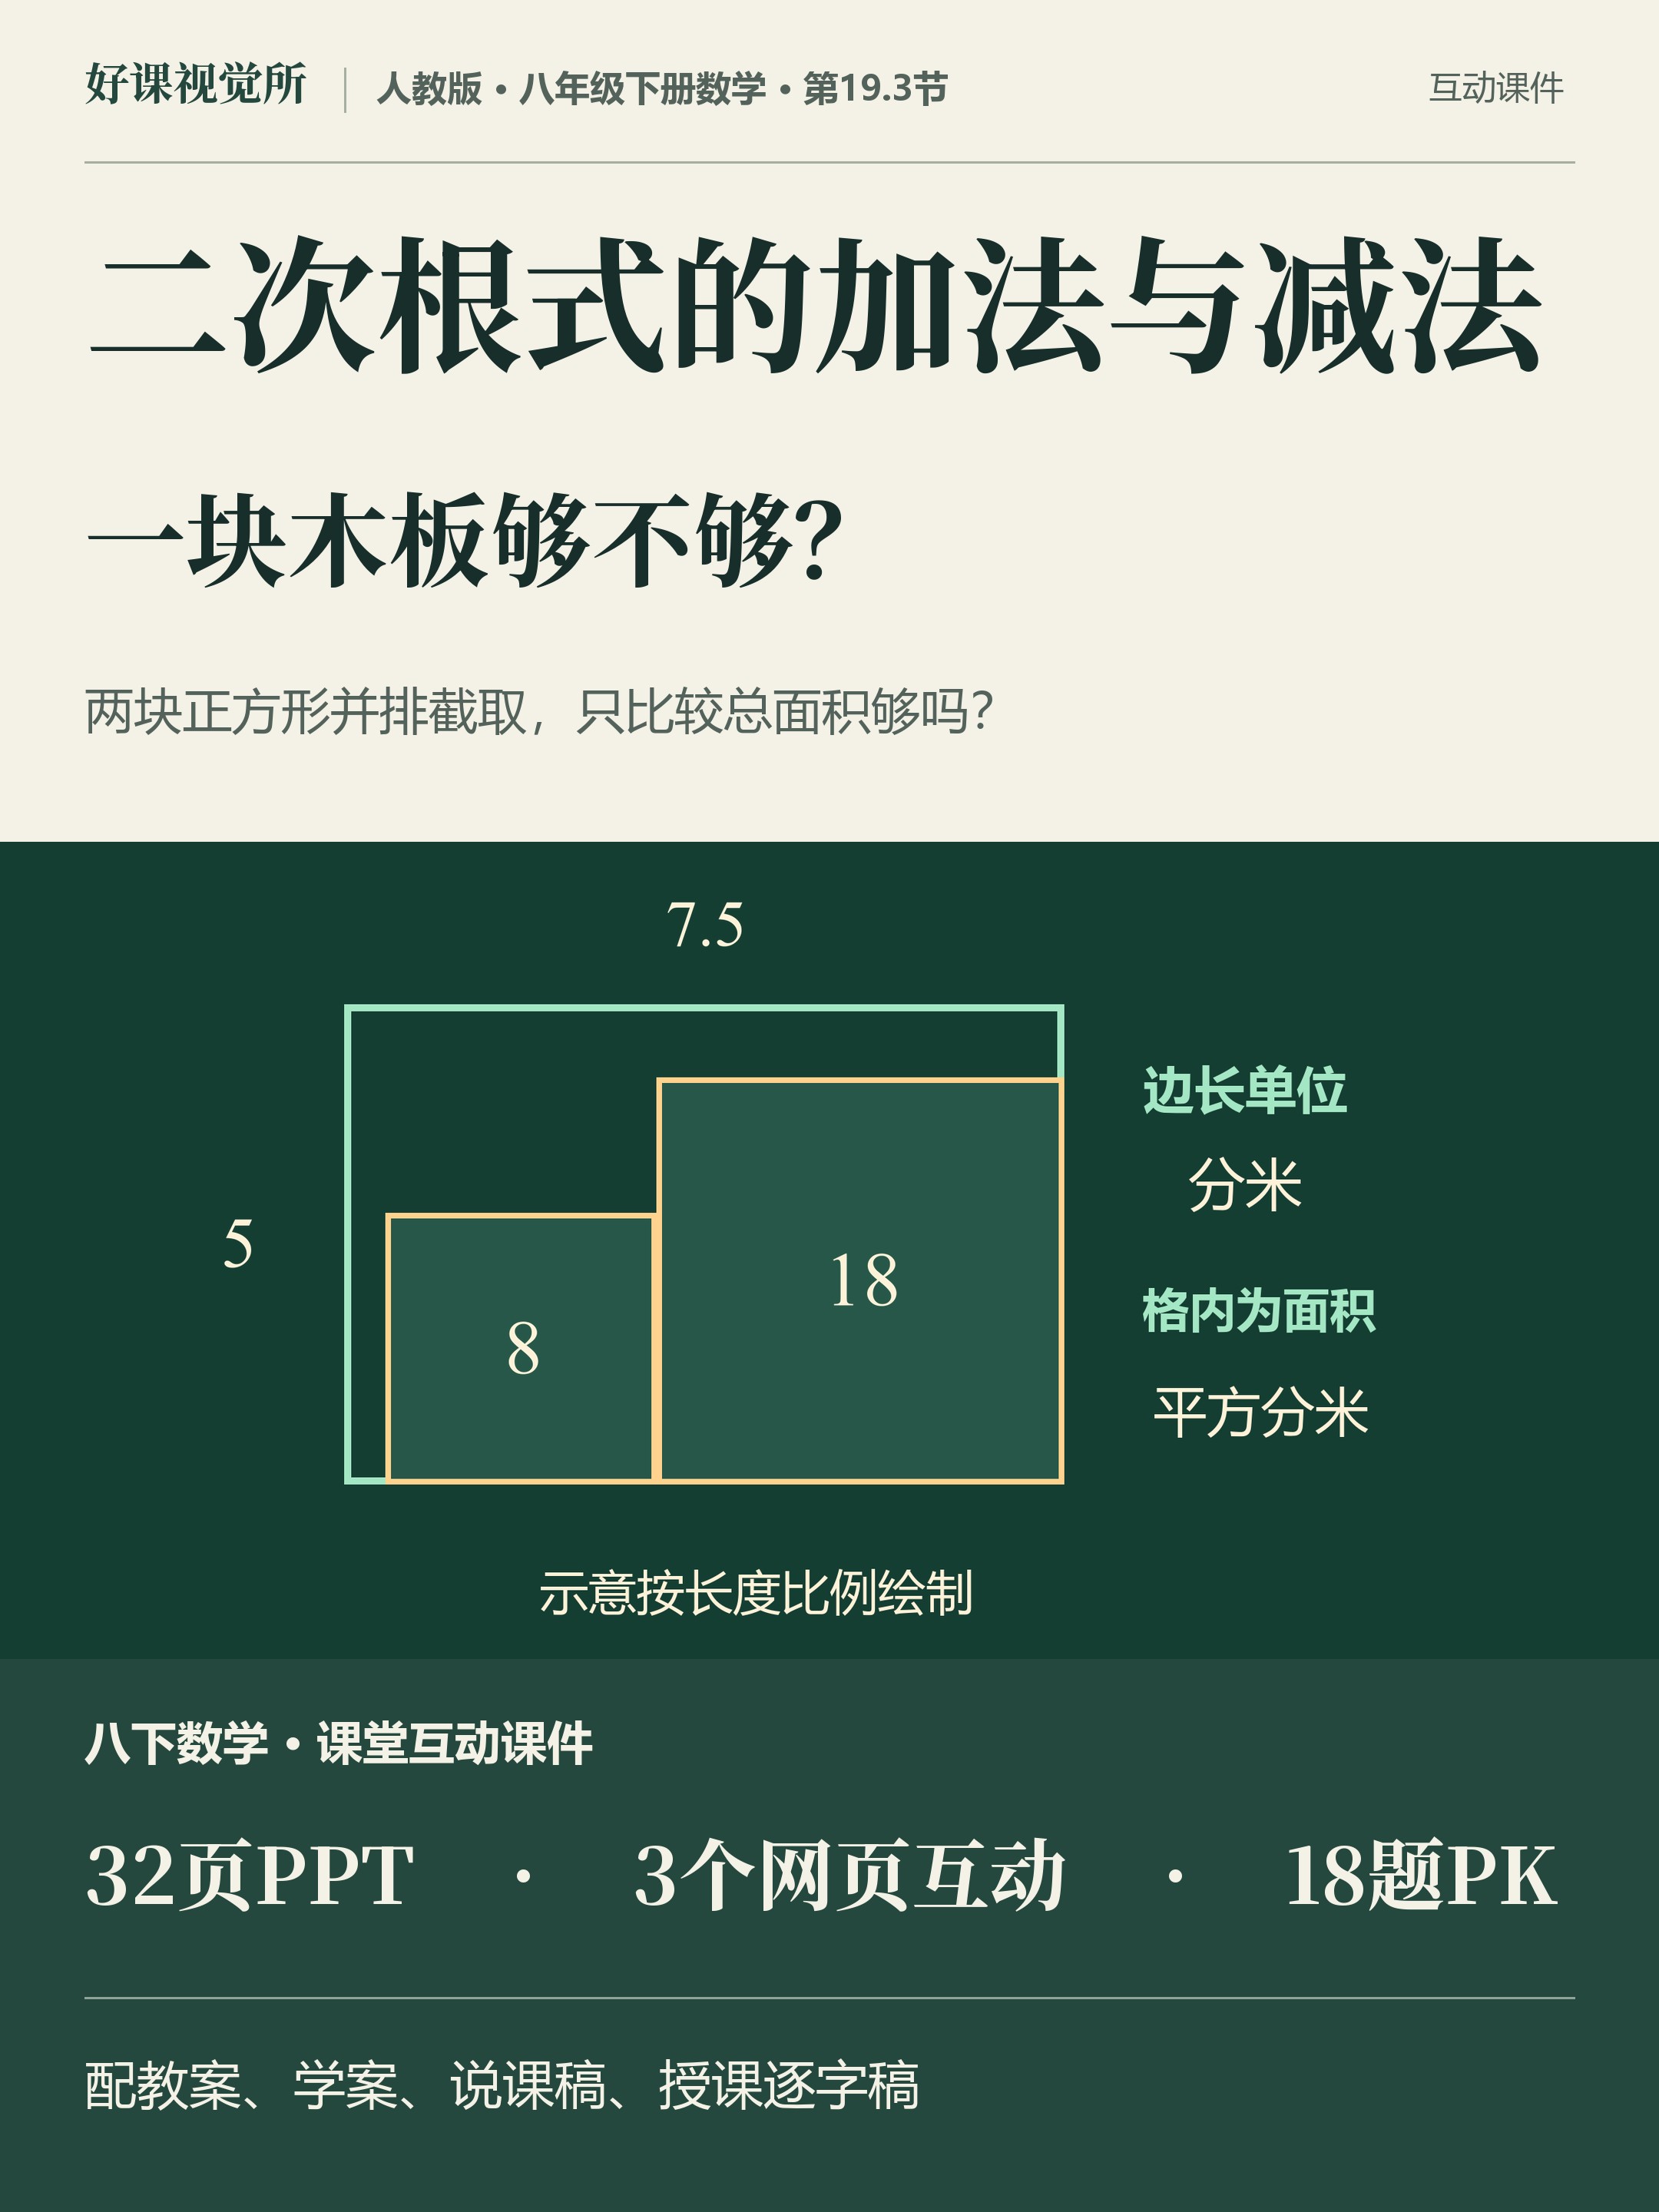 好课视觉所
人教版·八年级下册数学·第19.3节
互动课件
二次根式的加法与减法
一块木板够不够？
两块正方形并排截取，只比较总面积够吗？
7.5
5
8
18
边长单位
分米
格内为面积
平方分米
示意按长度比例绘制
八下数学·课堂互动课件
32页PPT · 3个网页互动 · 18题PK
配教案、学案、说课稿、授课逐字稿